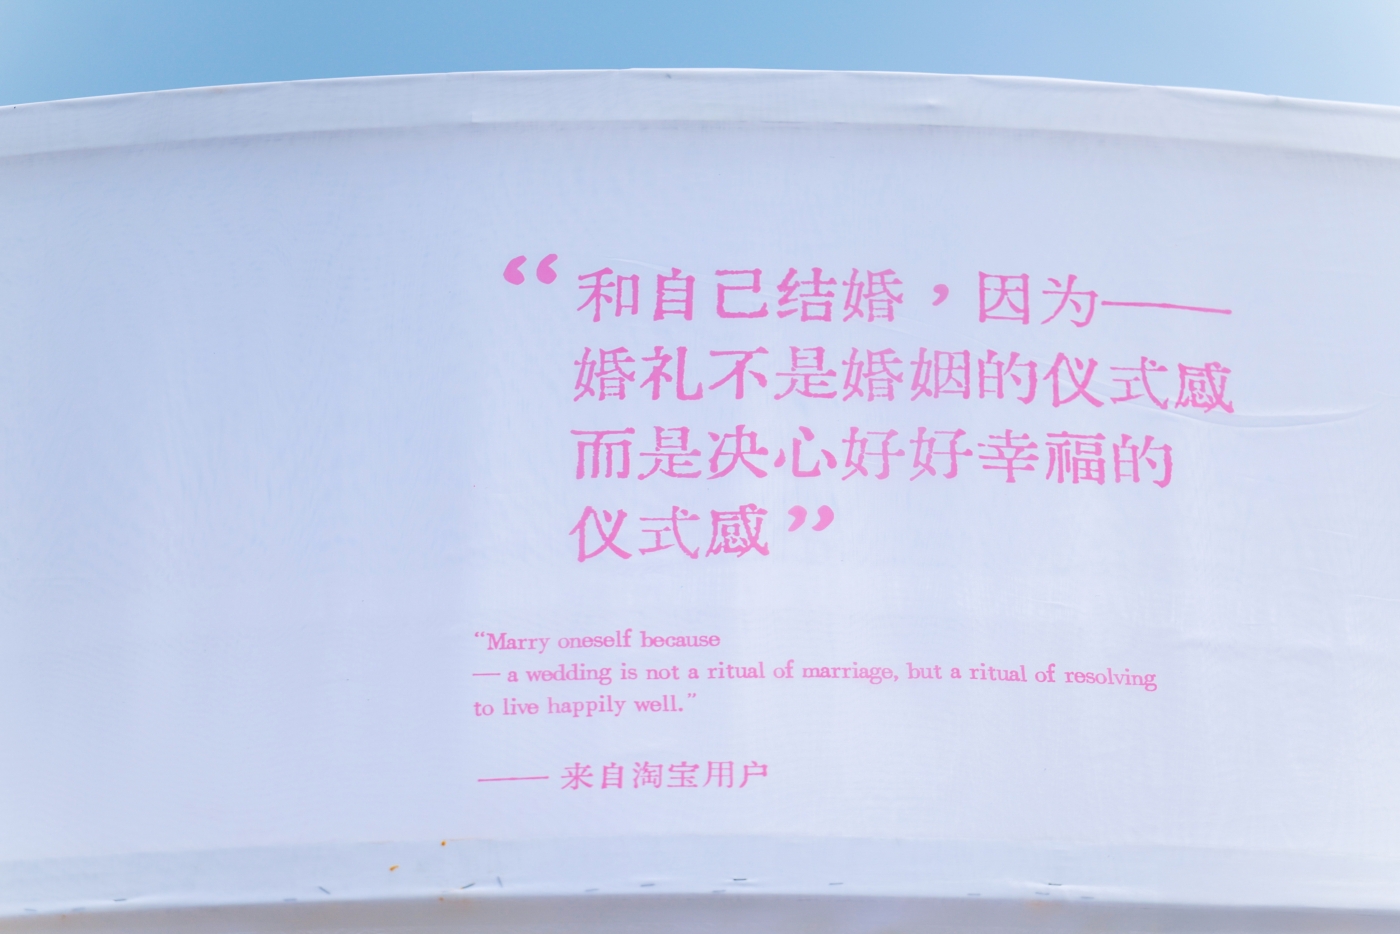 “和自己结婚，因为——
婚礼不是婚姻的仪式感
而是决心好好幸福的
仪式感”
“Marry oneself because
— a wedding is not a ritual of marriage, but a ritual of resolving
to live happily well.”
—— 来自淘宝用户